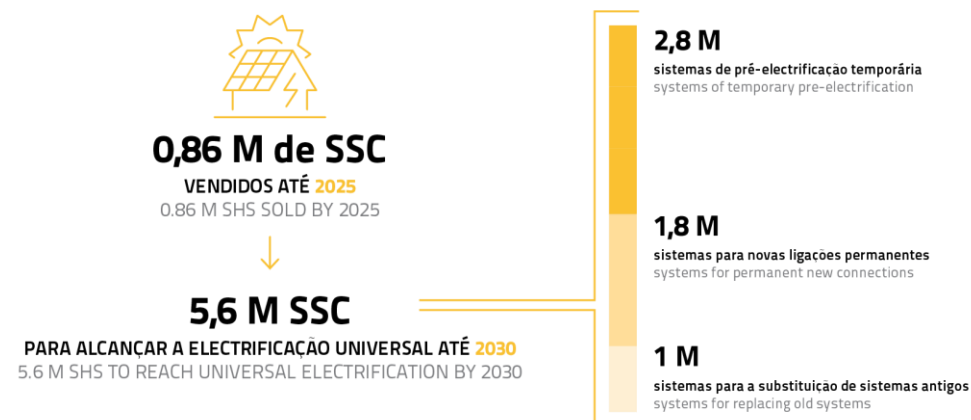 0,86 M de SSC
VENDIDOS ATÉ 2025
0.86 M SHS SOLD BY 2025
5,6 M SSC
PARA ALCANÇAR A ELECTRIFICAÇÃO UNIVERSAL ATÉ 2030
5.6 M SHS TO REACH UNIVERSAL ELECTRIFICATION BY 2030
2,8 M
sistemas de pré-electrificação temporária
systems of temporary pre-electrification
1,8 M
sistemas para novas ligações permanentes
systems for permanent new connections
1 M
sistemas para a substituição de sistemas antigos
systems for replacing old systems